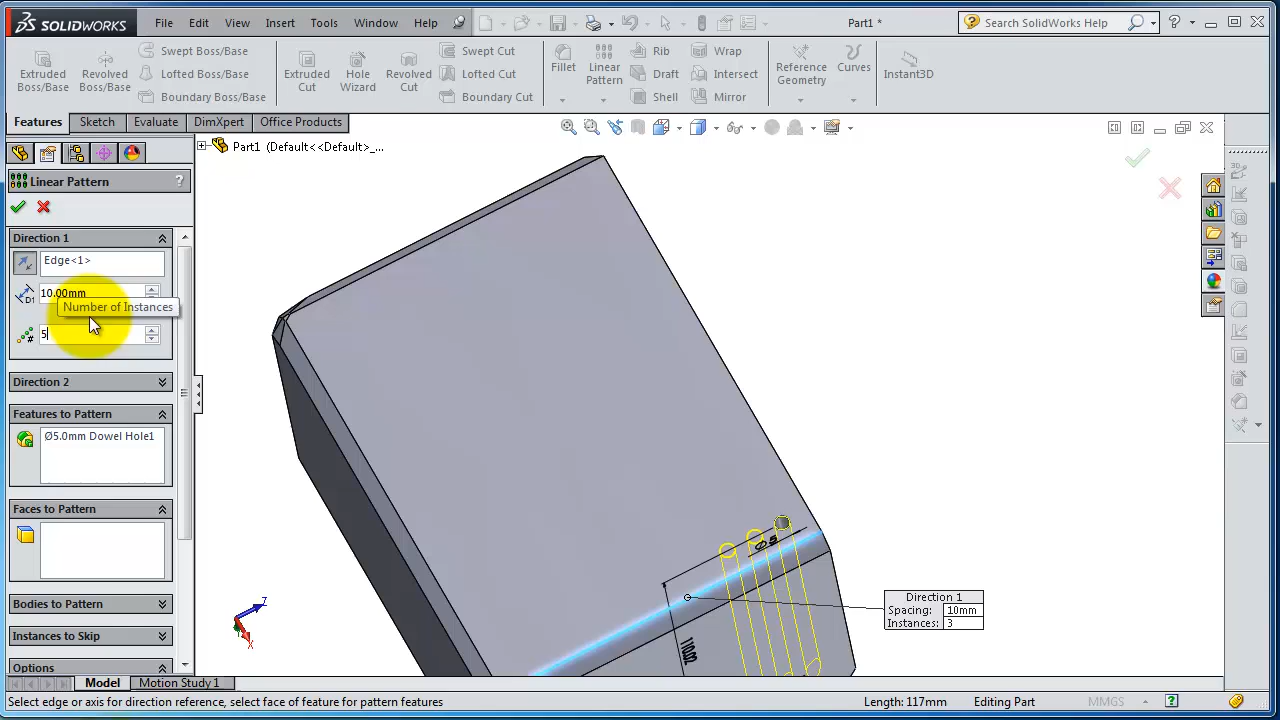 SOLIDWORKS
File Edit View Insert Tools Window Help
Part1 *
Search SolidWorks Help
Extruded Boss/Base
Revolved Boss/Base
Swept Boss/Base
Lofted Boss/Base
Boundary Boss/Base
Extruded Cut
Hole Wizard
Revolved Cut
Swept Cut
Lofted Cut
Boundary Cut
Fillet
Linear Pattern
Rib
Draft
Shell
Wrap
Intersect
Mirror
Reference Geometry
Curves
Instant3D
Features Sketch Evaluate DimXpert Office Products
Part1 (Default<<Default>_...
Linear Pattern
?
Direction 1
Edge<1>
D1
10.00mm
Number of Instances
#
5
Direction 2
Features to Pattern
Ø5.0mm Dowel Hole1
Faces to Pattern
Bodies to Pattern
Instances to Skip
Options
Ø5
Direction 1
Spacing: 10mm
Instances: 3
Z
X
3D
Model Motion Study 1
Select edge or axis for direction reference, select face of feature for pattern features
Length: 117mm
Editing Part
MMGS
?